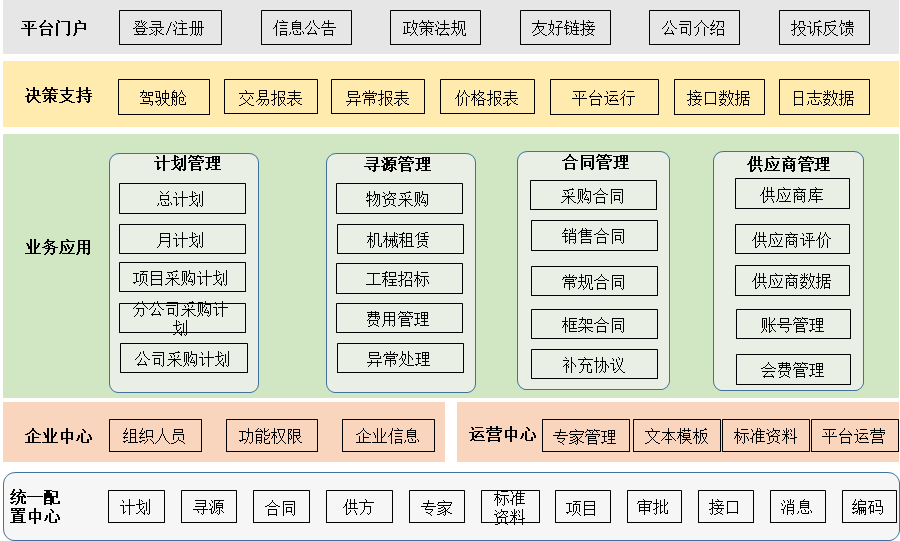 平台门户 登录/注册 信息公告 政策法规 友好链接 公司介绍 投诉反馈
决策支持 驾驶舱 交易报表 异常报表 价格报表 平台运行 接口数据 日志数据
业务应用
计划管理
总计划
月计划
项目采购计划
分公司采购计
划
公司采购计划
寻源管理
物资采购
机械租赁
工程招标
费用管理
异常处理
合同管理
采购合同
销售合同
常规合同
框架合同
补充协议
供应商管理
供应商库
供应商评价
供应商数据
账号管理
会费管理
企业中心 组织人员 功能权限 企业信息
运营中心 专家管理 文本模板 标准资料 平台运营
统一配
置中心
计划 寻源 合同 供方 专家
标准
资料
项目 审批 接口 消息 编码